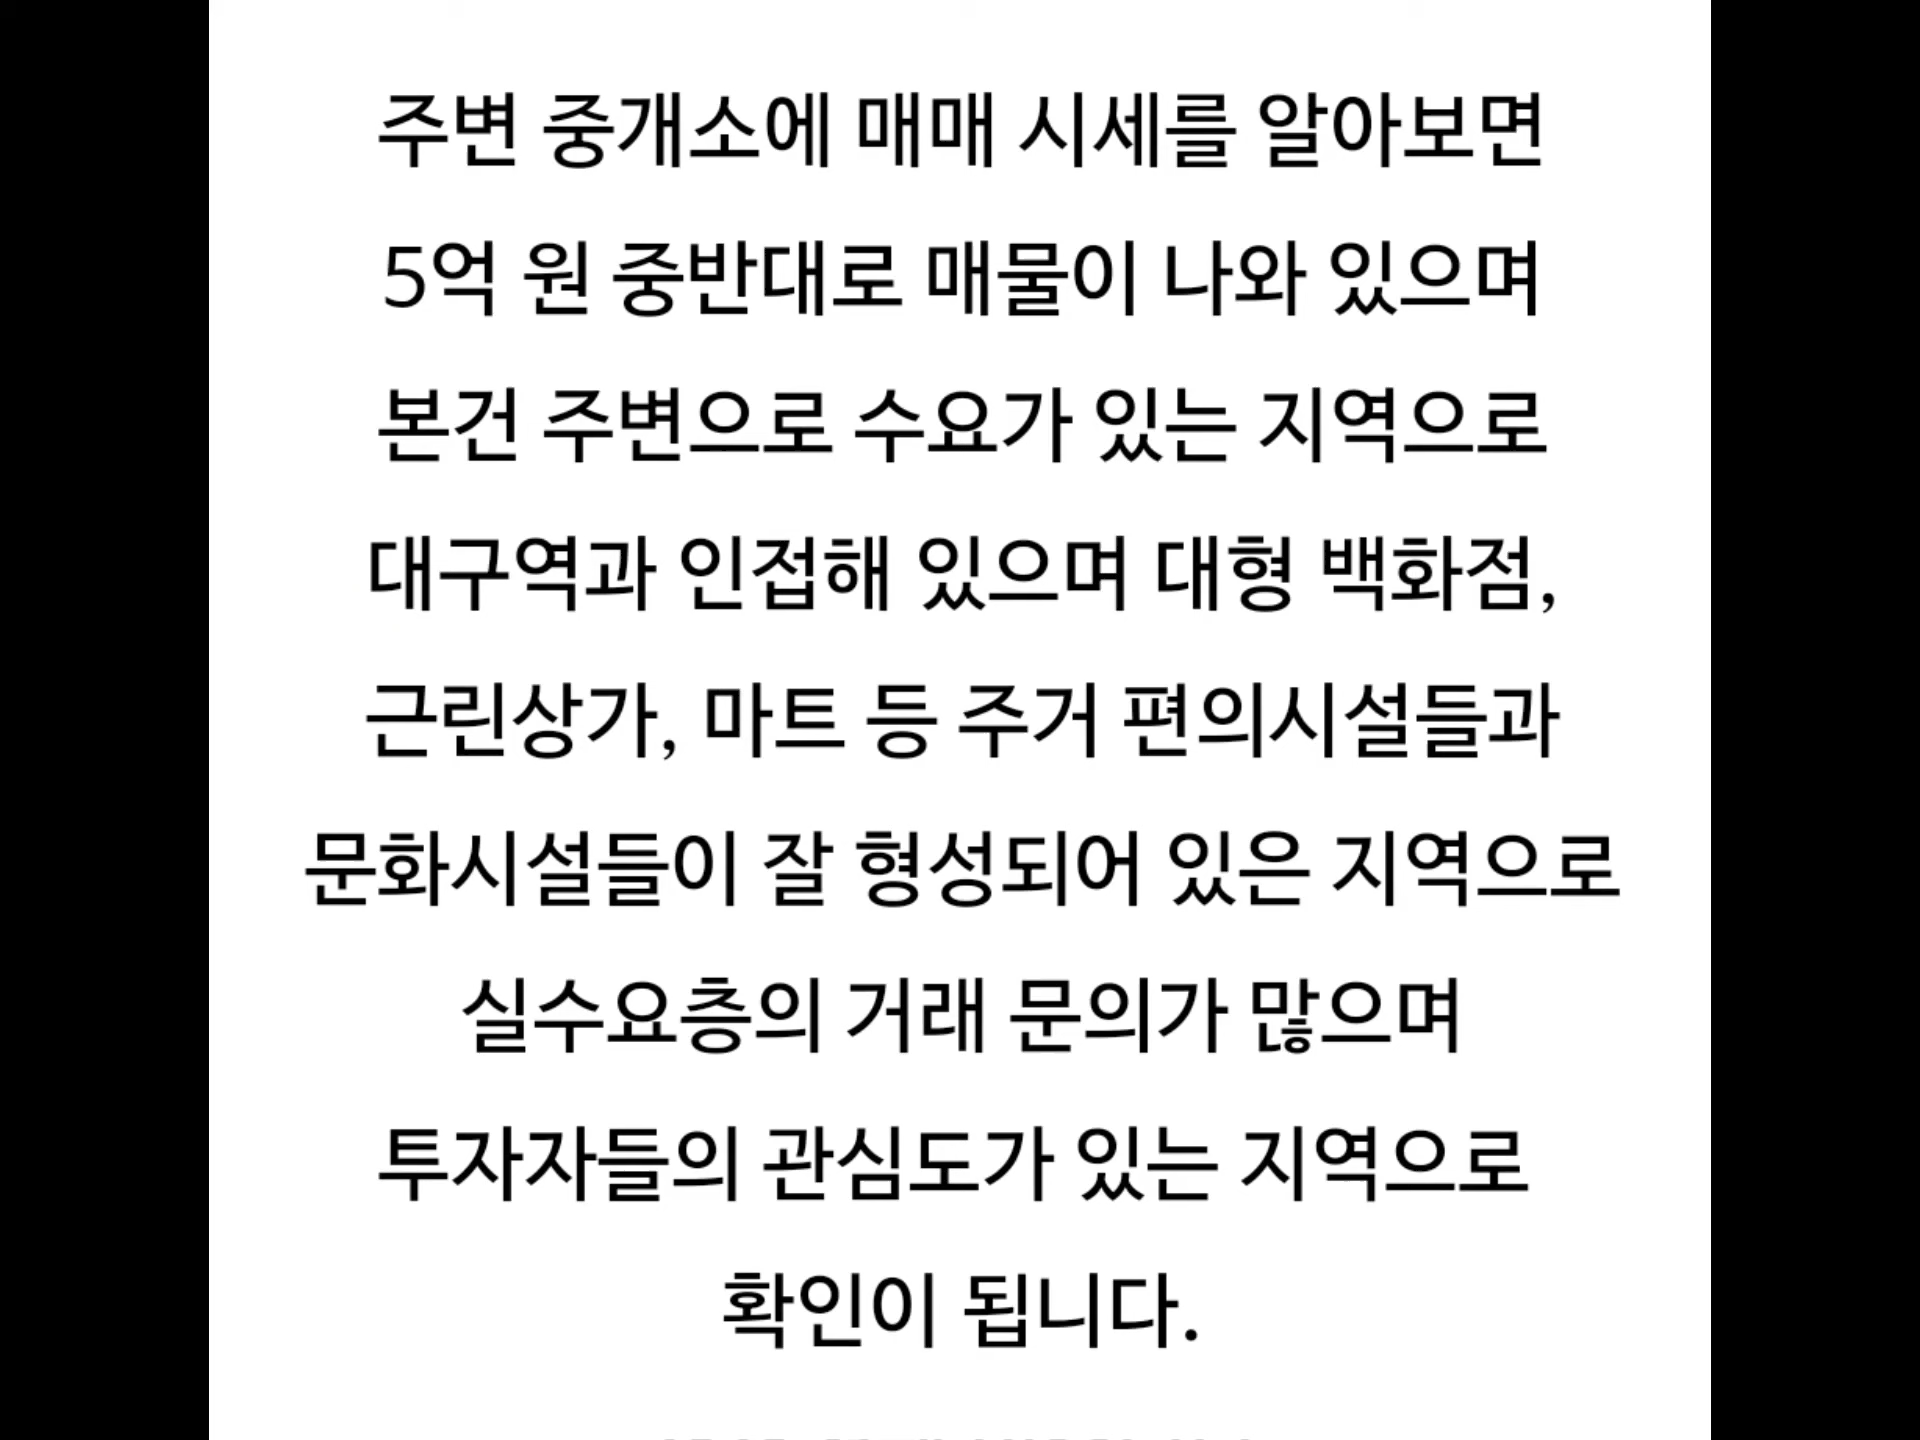 주변 중개소에 매매 시세를 알아보면
5억 원 중반대로 매물이 나와 있으며
본건 주변으로 수요가 있는 지역으로
대구역과 인접해 있으며 대형 백화점,
근린상가, 마트 등 주거 편의시설들과
문화시설들이 잘 형성되어 있은 지역으로
실수요층의 거래 문의가 많으며
투자자들의 관심도가 있는 지역으로
확인이 됩니다.